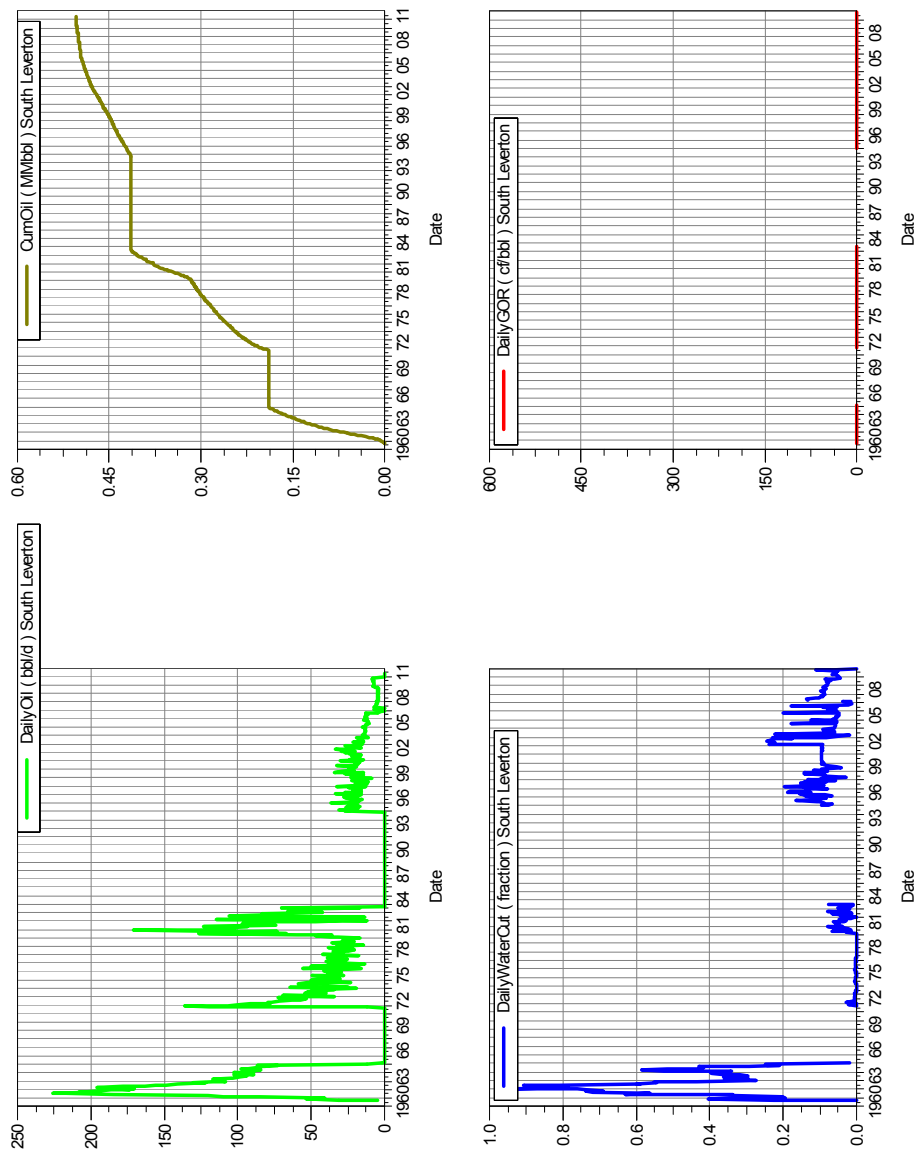 DailyOil ( bbl/d ) South Leverton
250
200
150
100
50
0
196063 66 69 72 75 78 81 84 87 90 93 96 99 02 05 08 11
Date
CumOil ( MMbbl ) South Leverton
0.60
0.45
0.30
0.15
0.00
196063 66 69 72 75 78 81 84 87 90 93 96 99 02 05 08 11
Date
DailyWaterCut ( fraction ) South Leverton
1.0
0.8
0.6
0.4
0.2
0.0
196063 66 69 72 75 78 81 84 87 90 93 96 99 02 05 08
Date
DailyGOR ( cf/bbl ) South Leverton
600
450
300
150
0
196063 66 69 72 75 78 81 84 87 90 93 96 99 02 05 08
Date